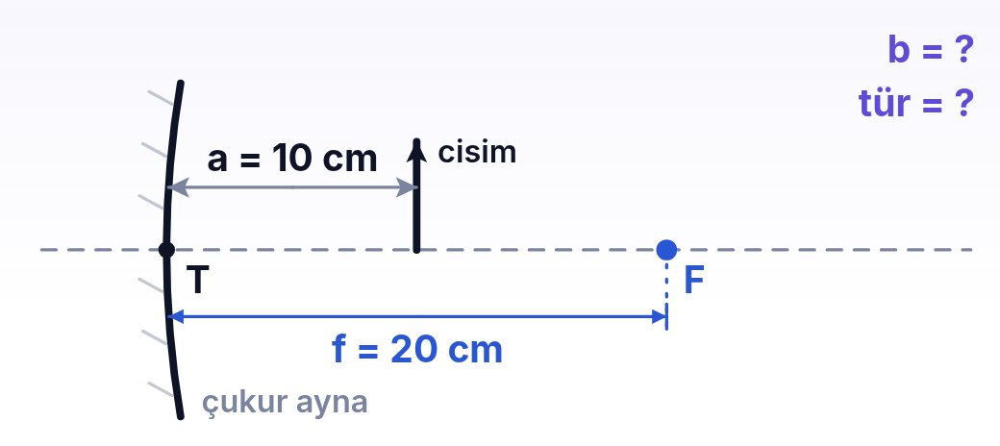 b = ?
tür = ?
a = 10 cm
cisim
T
F
f = 20 cm
çukur ayna